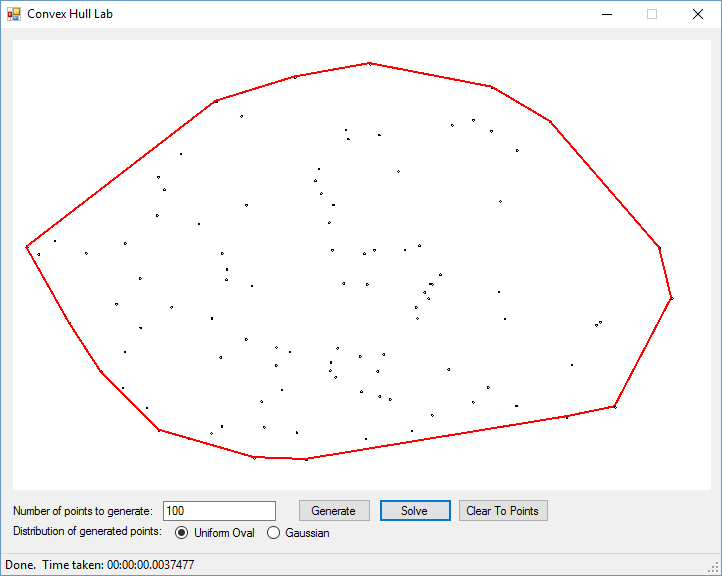 Convex Hull Lab
Number of points to generate: 100 Generate Solve Clear To Points
Distribution of generated points: Uniform Oval Gaussian
Done. Time taken: 00:00:00.0037477